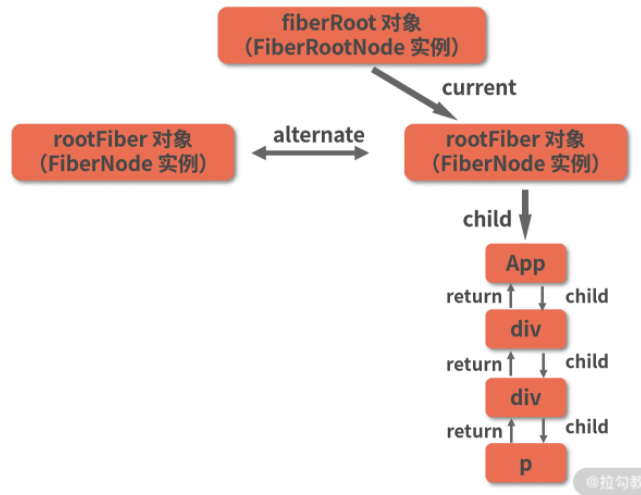 fiberRoot 对象
（FiberRootNode 实例）
current
rootFiber 对象
（FiberNode 实例）
alternate
rootFiber 对象
（FiberNode 实例）
child
App
return
child
div
return
child
div
return
child
p
@拉勾教